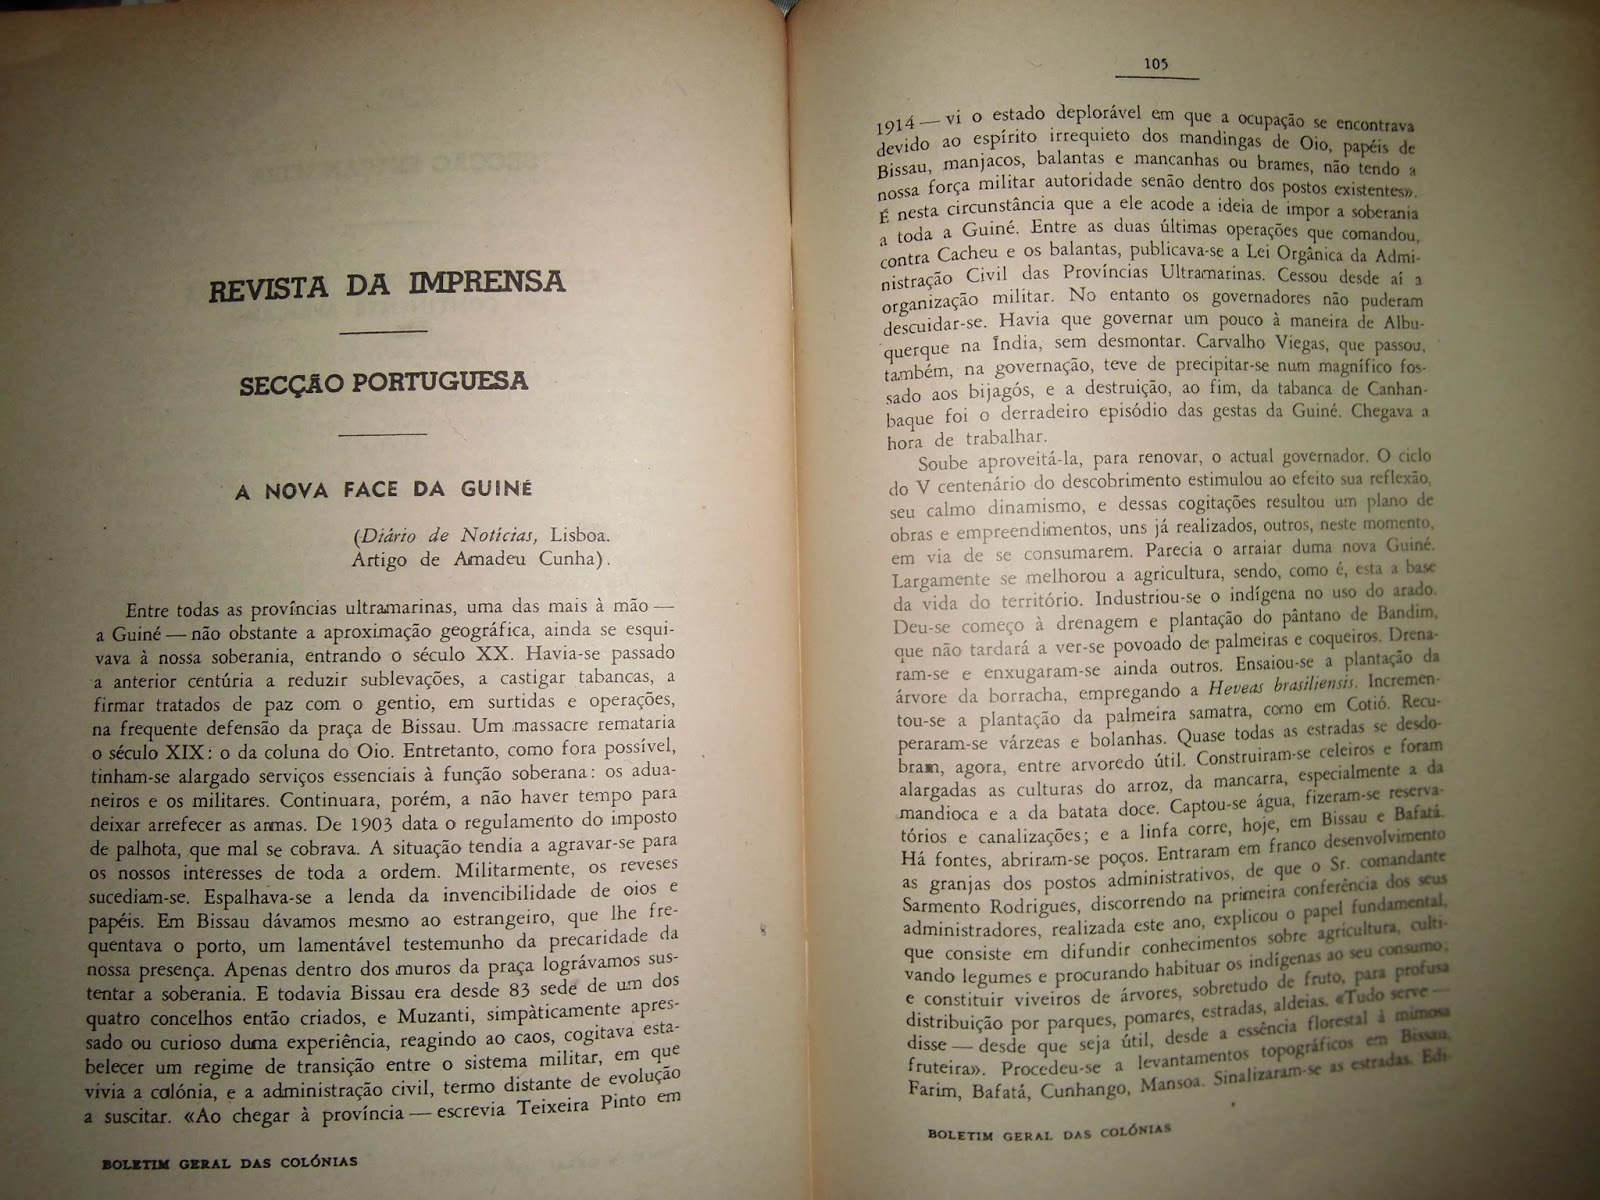 REVISTA DA IMPRENSA
SECÇÃO PORTUGUESA
A NOVA FACE DA GUINÉ
(Diário de Notícias, Lisboa.
Artigo de Amadeu Cunha).
Entre todas as províncias ultramarinas, uma das mais à mão —
a Guiné — não obstante a aproximação geográfica, ainda se esqui-
vava à nossa soberania, entrando o século XX. Havia-se passado
a anterior centúria a reduzir sublevações, a castigar tabancas, a
firmar tratados de paz com o gentio, em surtidas e operações,
na frequente defensão da praça de Bissau. Um massacre remataria
o século XIX: o da coluna do Oio. Entretanto, como fora possível,
tinham-se alargado serviços essenciais à função soberana: os adua-
neiros e os militares. Continuara, porém, a não haver tempo para
deixar arrefecer as armas. De 1903 data o regulamento do imposto
de palhota, que mal se cobrava. A situação tendia a agravar-se para
os nossos interesses de toda a ordem. Militarmente, os reveses
sucediam-se. Espalhava-se a lenda da invencibilidade de oios e
papéis. Em Bissau dávamos mesmo ao estrangeiro, que lhe fre-
quentava o porto, um lamentável testemunho da precaridade da
nossa presença. Apenas dentro dos muros da praça lográvamos sus-
tentar a soberania. E todavia Bissau era desde 83 sede de um dos
quatro concelhos então criados, e Muzanti, simpàticamente apres-
sado ou curioso duma experiência, reagindo ao caos, cogitava esta-
belecer um regime de transição entre o sistema militar, em que
vivia a colónia, e a administração civil, termo distante de evolução
a suscitar. «Ao chegar à província — escrevia Teixeira Pinto em
BOLETIM GERAL DAS COLÓNIAS
105
1914 — vi o estado deplorável em que a ocupação se encontrava
devido ao espírito irrequieto dos mandingas de Oio, papéis de
Bissau, manjacos, balantas e mancanhas ou brames, não tendo a
nossa força militar autoridade senão dentro dos postos existentes».
É nesta circunstância que a ele acode a ideia de impor a soberania
a toda a Guiné. Entre as duas últimas operações que comandou,
contra Cacheu e os balantas, publicava-se a Lei Orgânica da Admi-
nistração Civil das Províncias Ultramarinas. Cessou desde aí a
organização militar. No entanto os governadores não puderam
descuidar-se. Havia que governar um pouco à maneira de Albu-
querque na Índia, sem desmontar. Carvalho Viegas, que passou,
também, na governação, teve de precipitar-se num magnífico fos-
sado aos bijagós, e a destruição, ao fim, da tabanca de Canhan-
baque foi o derradeiro episódio das gestas da Guiné. Chegava a
hora de trabalhar.
Soube aproveitá-la, para renovar, o actual governador. O ciclo
do V centenário do descobrimento estimulou ao efeito sua reflexão,
seu calmo dinamismo, e dessas cogitações resultou um plano de
obras e empreendimentos, uns já realizados, outros, neste momento,
em via de se consumarem. Parecia o arraiar duma nova Guiné.
Largamente se melhorou a agricultura, sendo, como é, esta a base
da vida do território. Industriou-se o indígena no uso do arado.
Deu-se começo à drenagem e plantação do pântano de Bandim,
que não tardará a ver-se povoado de palmeiras e coqueiros. Drena-
ram-se e enxugaram-se ainda outros. Ensaiou-se a plantação da
árvore da borracha, empregando a Heveas brasiliensis. Incremen-
tou-se a plantação da palmeira samatra, como em Cotió. Recu-
peraram-se várzeas e bolanhas. Quase todas as estradas se desdo-
bram, agora, entre arvoredo útil. Construiram-se celeiros e foram
alargadas as culturas do arroz, da mancarra, especialmente a da
mandioca e a da batata doce. Captou-se água, fizeram-se reserva-
tórios e canalizações; e a linfa corre, hoje, em Bissau e Bafatá.
Há fontes, abriram-se poços. Entraram em franco desenvolvimento
as granjas dos postos administrativos, de que o Sr. comandante
Sarmento Rodrigues, discorrendo na primeira conferência dos seus
administradores, realizada este ano, explicou o papel fundamental,
que consiste em difundir conhecimentos sobre agricultura, culti-
vando legumes e procurando habituar os indígenas ao seu consumo;
e constituir viveiros de árvores, sobretudo de fruto, para profusa
distribuição por parques, pomares, estradas, aldeias. «Tudo serve —
disse — desde que seja útil, desde a essência florestal à mimosa
fruteira». Procedeu-se a levantamentos topográficos em Bissau,
Farim, Bafatá, Cunhango, Mansoa. Sinalizaram-se as estradas. Edi-
BOLETIM GERAL DAS COLÓNIAS